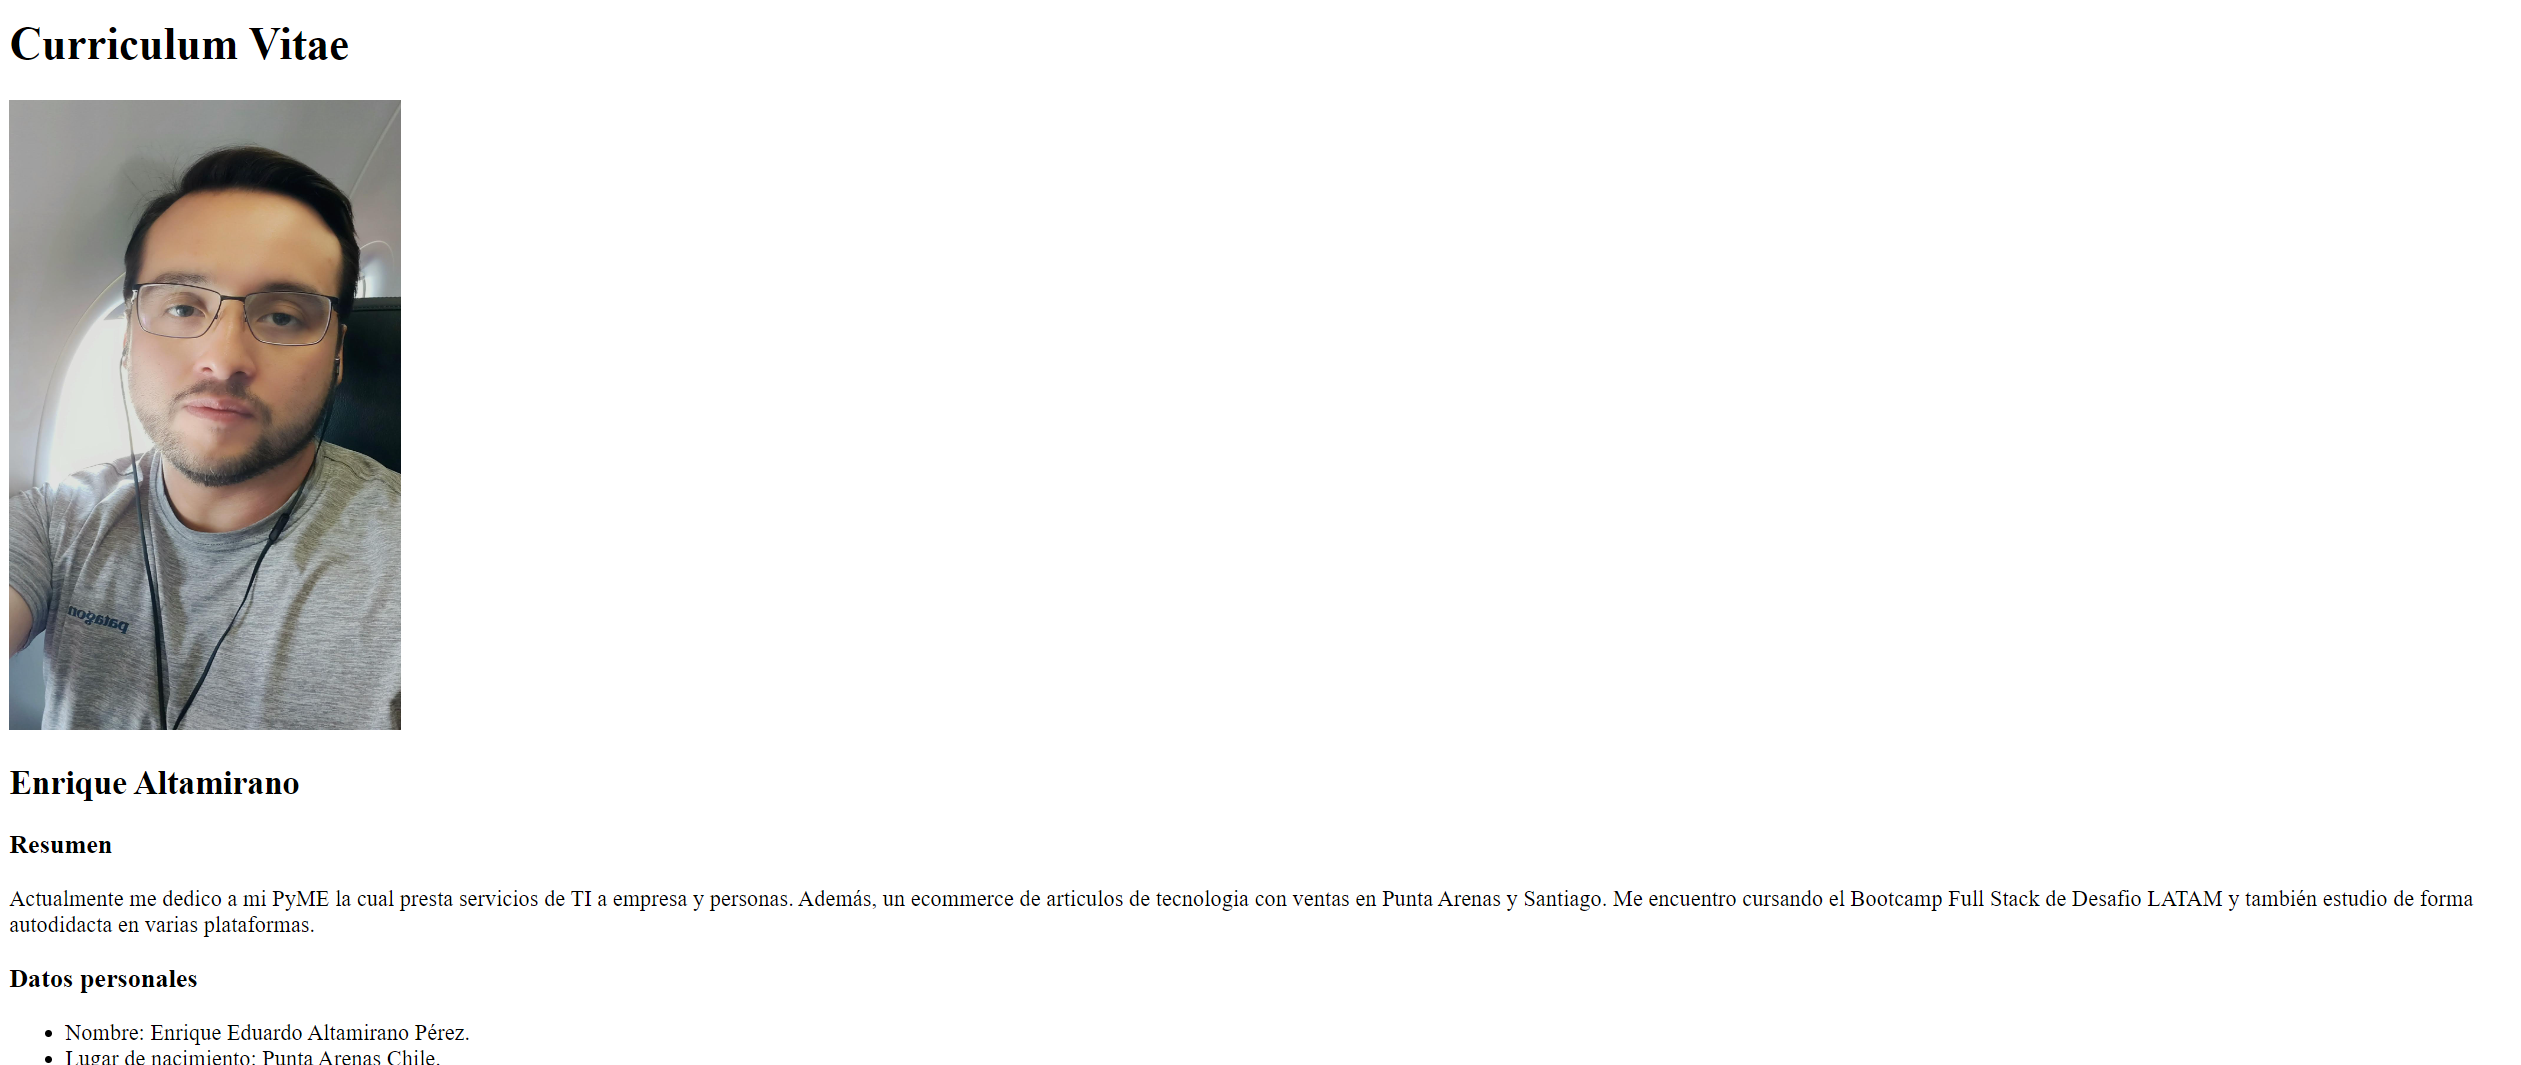 Curriculum Vitae
patagon
Enrique Altamirano
Resumen
Actualmente me dedico a mi PyME la cual presta servicios de TI a empresa y personas. Además, un ecommerce de articulos de tecnologia con ventas en Punta Arenas y Santiago. Me encuentro cursando el Bootcamp Full Stack de Desafio LATAM y también estudio de forma
autodidacta en varias plataformas.
Datos personales
Nombre: Enrique Eduardo Altamirano Pérez.
Lugar de nacimiento: Punta Arenas Chile.